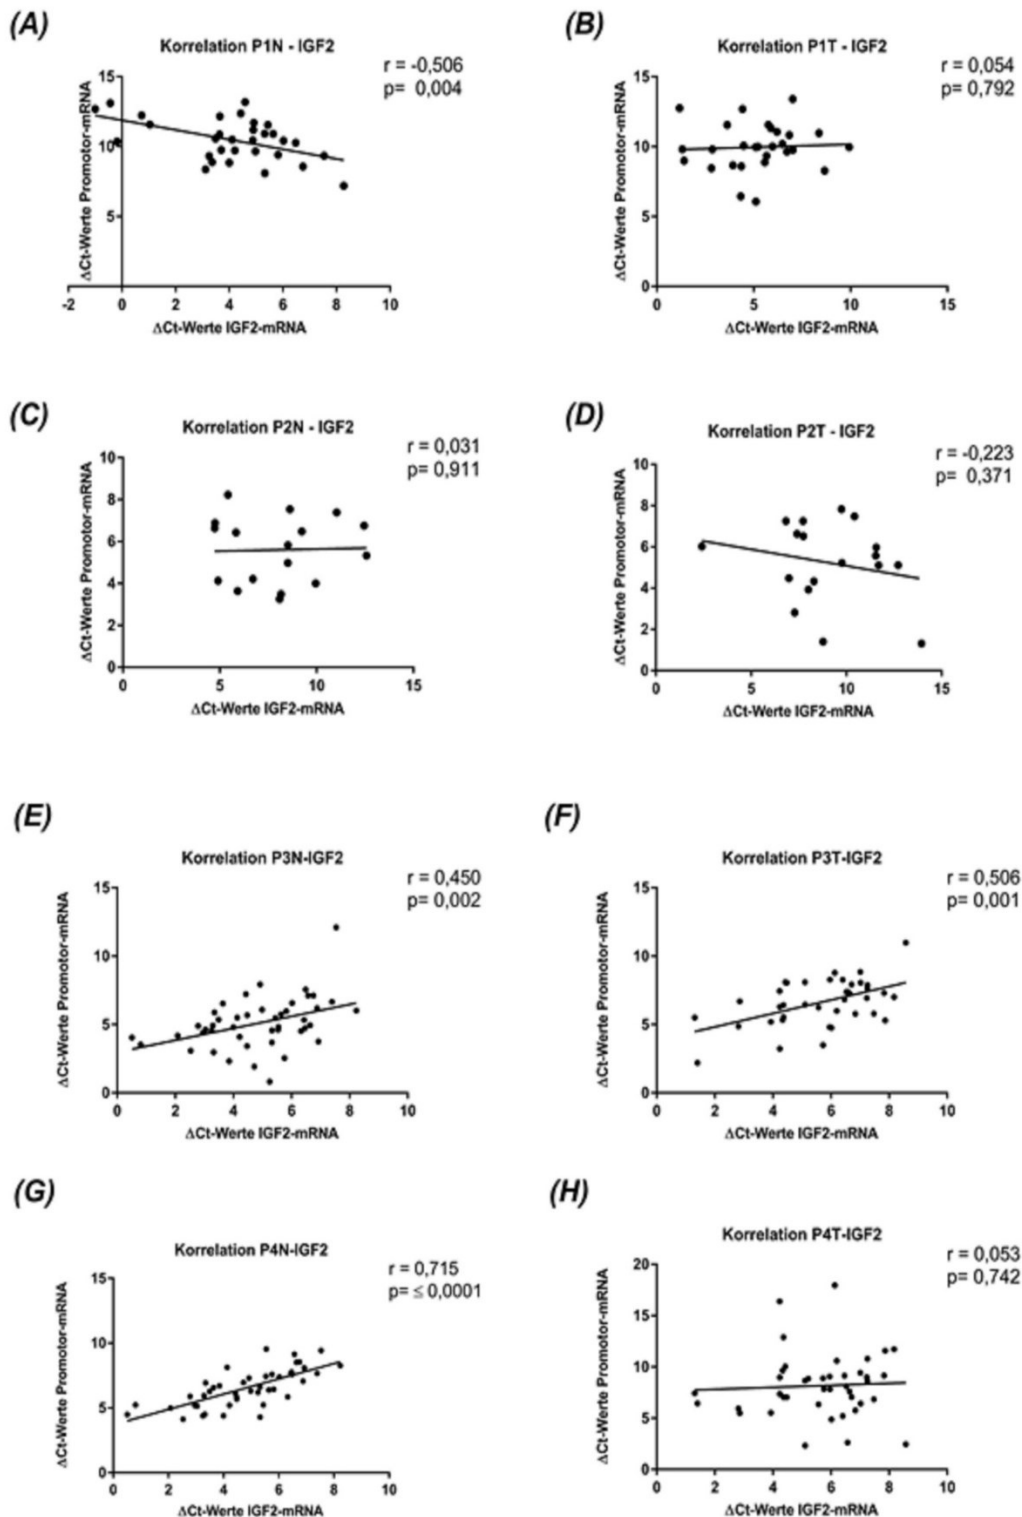 (A)
Korrelation P1N - IGF2
r = -0,506
p= 0,004
ΔCt-Werte Promotor-mRNA
15
10
5
0
-2 0 2 4 6 8 10
ΔCt-Werte IGF2-mRNA
(B)
Korrelation P1T - IGF2
r = 0,054
p= 0,792
ΔCt-Werte Promotor-mRNA
15
10
5
0
0 5 10 15
ΔCt-Werte IGF2-mRNA
(C)
Korrelation P2N - IGF2
r = 0,031
p= 0,911
ΔCt-Werte Promotor-mRNA
10
8
6
4
2
0
0 5 10 15
ΔCt-Werte IGF2-mRNA
(D)
Korrelation P2T - IGF2
r = -0,223
p= 0,371
ΔCt-Werte Promotor-mRNA
10
8
6
4
2
0
0 5 10 15
ΔCt-Werte IGF2-mRNA
(E)
Korrelation P3N-IGF2
r = 0,450
p= 0,002
ΔCt-Werte Promotor-mRNA
15
10
5
0
0 2 4 6 8 10
ΔCt-Werte IGF2-mRNA
(F)
Korrelation P3T-IGF2
r = 0,506
p= 0,001
ΔCt-Werte Promotor-mRNA
15
10
5
0
0 2 4 6 8 10
ΔCt-Werte IGF2-mRNA
(G)
Korrelation P4N-IGF2
r = 0,715
p= ≤ 0,0001
ΔCt-Werte Promotor-mRNA
15
10
5
0
0 2 4 6 8 10
ΔCt-Werte IGF2-mRNA
(H)
Korrelation P4T-IGF2
r = 0,053
p= 0,742
ΔCt-Werte Promotor-mRNA
20
15
10
5
0
0 2 4 6 8 10
ΔCt-Werte IGF2-mRNA